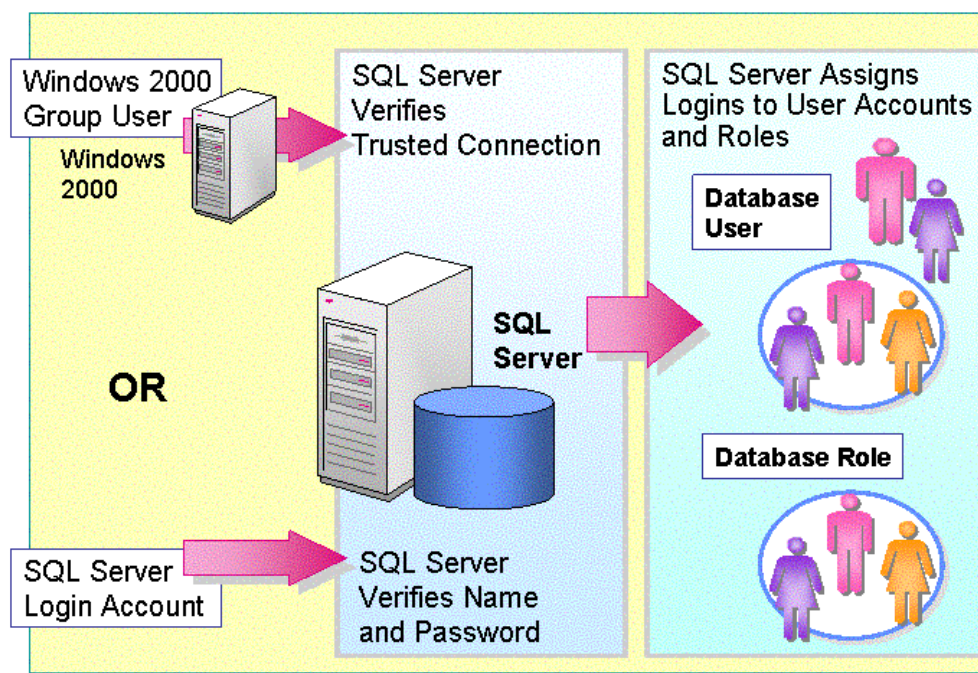 Windows 2000
Group User
Windows
2000
SQL Server
Verifies
Trusted Connection
SQL Server Assigns
Logins to User Accounts
and Roles
Database
User
SQL
Server
OR
Database Role
SQL Server
Login Account
SQL Server
Verifies Name
and Password